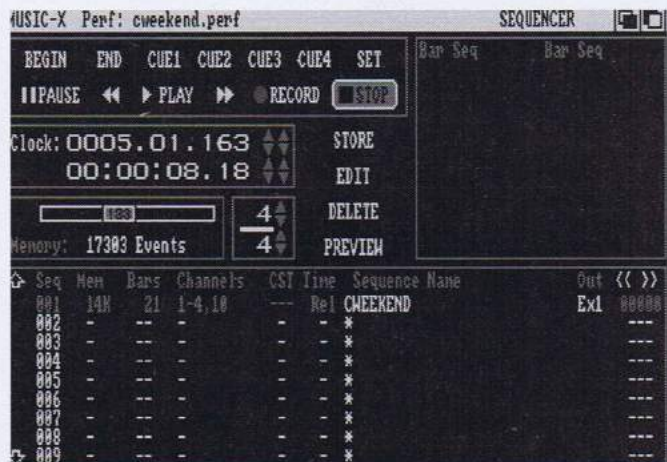 MUSIC-X Perf: cweekend.perf SEQUENCER
BEGIN END CUE1 CUE2 CUE3 CUE4 SET
PAUSE PLAY RECORD STOP
Bar Seq Bar Seq
Clock: 0005.01.163
00:00:08.18
STORE
EDIT
DELETE
PREVIEW
133
4
4
Memory: 17303 Events
Seq Mem Bars Channels CST Time Sequence Name Out << >>
001 14K 21 1-4,10 --- Rel CWEEKEND Ex1 00000
002 - -- - - - * ---
003 - -- - - - * ---
004 - -- - - - * ---
005 - -- - - - * ---
006 - -- - - - * ---
007 - -- - - - * ---
008 - -- - - - * ---
009 - -- - - - * ---